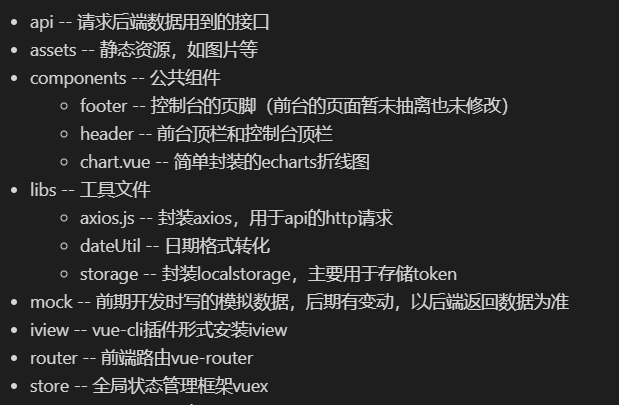 api -- 请求后端数据用到的接口
assets -- 静态资源，如图片等
components -- 公共组件
footer -- 控制台的页脚（前台的页面暂未抽离也未修改）
header -- 前台顶栏和控制台顶栏
chart.vue -- 简单封装的echarts折线图
libs -- 工具文件
axios.js -- 封装axios，用于api的http请求
dateUtil -- 日期格式转化
storage -- 封装localstorage，主要用于存储token
mock -- 前期开发时写的模拟数据，后期有变动，以后端返回数据为准
iview -- vue-cli插件形式安装iview
router -- 前端路由vue-router
store -- 全局状态管理框架vuex